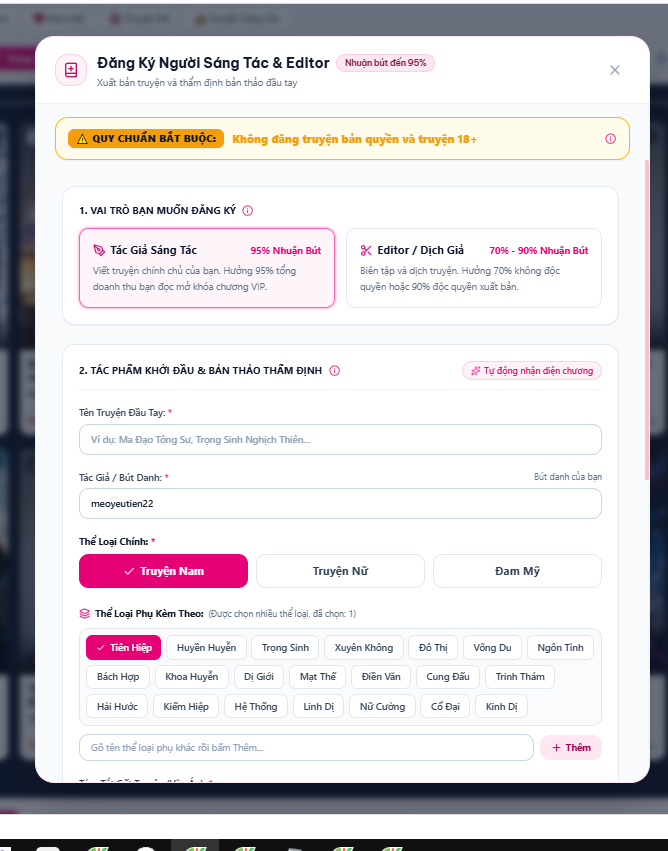 Đăng Ký Người Sáng Tác & Editor Nhuận bút đến 95%
Xuất bản truyện và thẩm định bản thảo đầu tay
QUY CHUẨN BẮT BUỘC: Không đăng truyện bản quyền và truyện 18+
1. VAI TRÒ BẠN MUỐN ĐĂNG KÝ
Tác Giả Sáng Tác 95% Nhuận Bút
Viết truyện chính chủ của bạn. Hưởng 95% tổng
doanh thu bạn đọc mở khóa chương VIP.
Editor / Dịch Giả 70% - 90% Nhuận Bút
Biên tập và dịch truyện. Hưởng 70% không độc
quyền hoặc 90% độc quyền xuất bản.
2. TÁC PHẨM KHỞI ĐẦU & BẢN THẢO THẨM ĐỊNH Tự động nhận diện chương
Tên Truyện Đầu Tay: *
Ví dụ: Ma Đạo Tông Sư, Trọng Sinh Nghịch Thiên...
Tác Giả / Bút Danh: * Bút danh của bạn
meoyeutien22
Thể Loại Chính: *
Truyện Nam Truyện Nữ Đam Mỹ
Thể Loại Phụ Kèm Theo: (Được chọn nhiều thể loại, đã chọn: 1)
Tiên Hiệp Huyền Huyễn Trọng Sinh Xuyên Không Đô Thị Võng Du Ngôn Tình
Bách Hợp Khoa Huyễn Dị Giới Mạt Thế Điền Văn Cung Đấu Trinh Thám
Hài Hước Kiếm Hiệp Hệ Thống Linh Dị Nữ Cường Cổ Đại Kinh Dị
Gõ tên thể loại phụ khác rồi bấm Thêm... Thêm